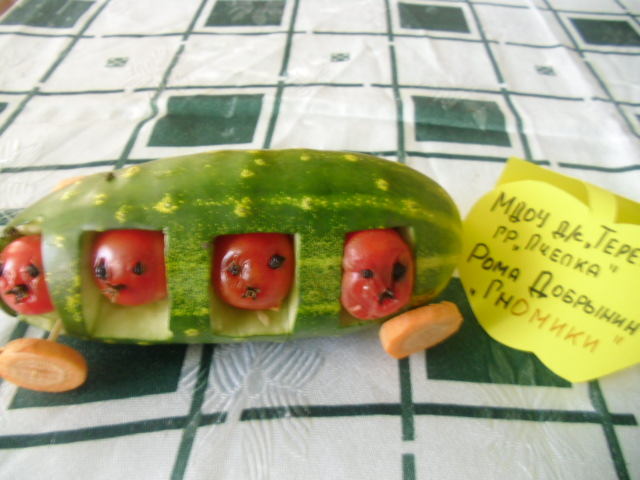 МДОУ д/с „Тере
гр. Пчелка"
Рома Добрынин
„Гномики"